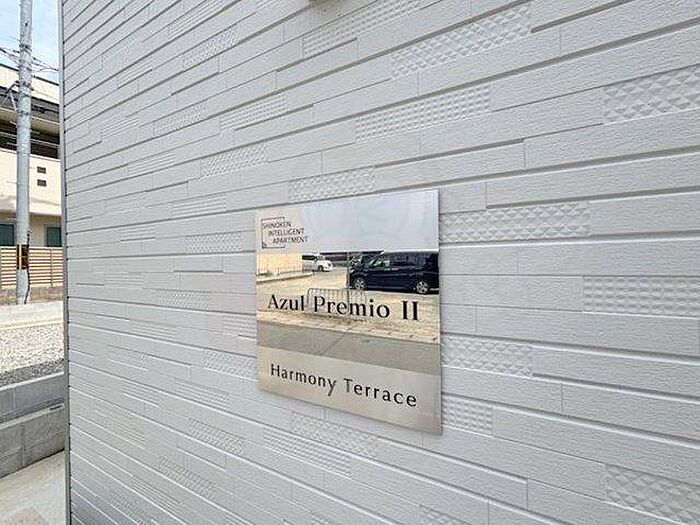 SHINOKEN
INTELLIGENT
APARTMENT
Azul Premio II
Harmony Terrace